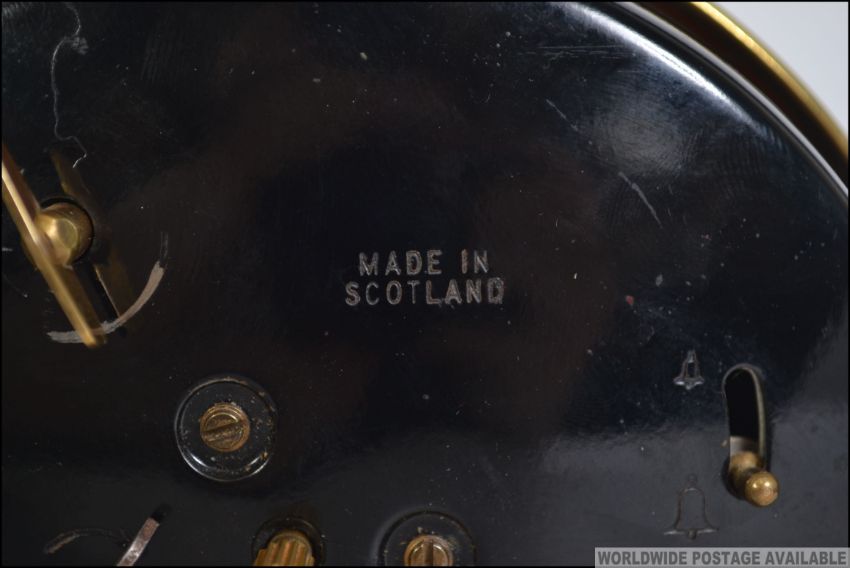 MADE IN
SCOTLAND
WORLDWIDE POSTAGE AVAILABLE